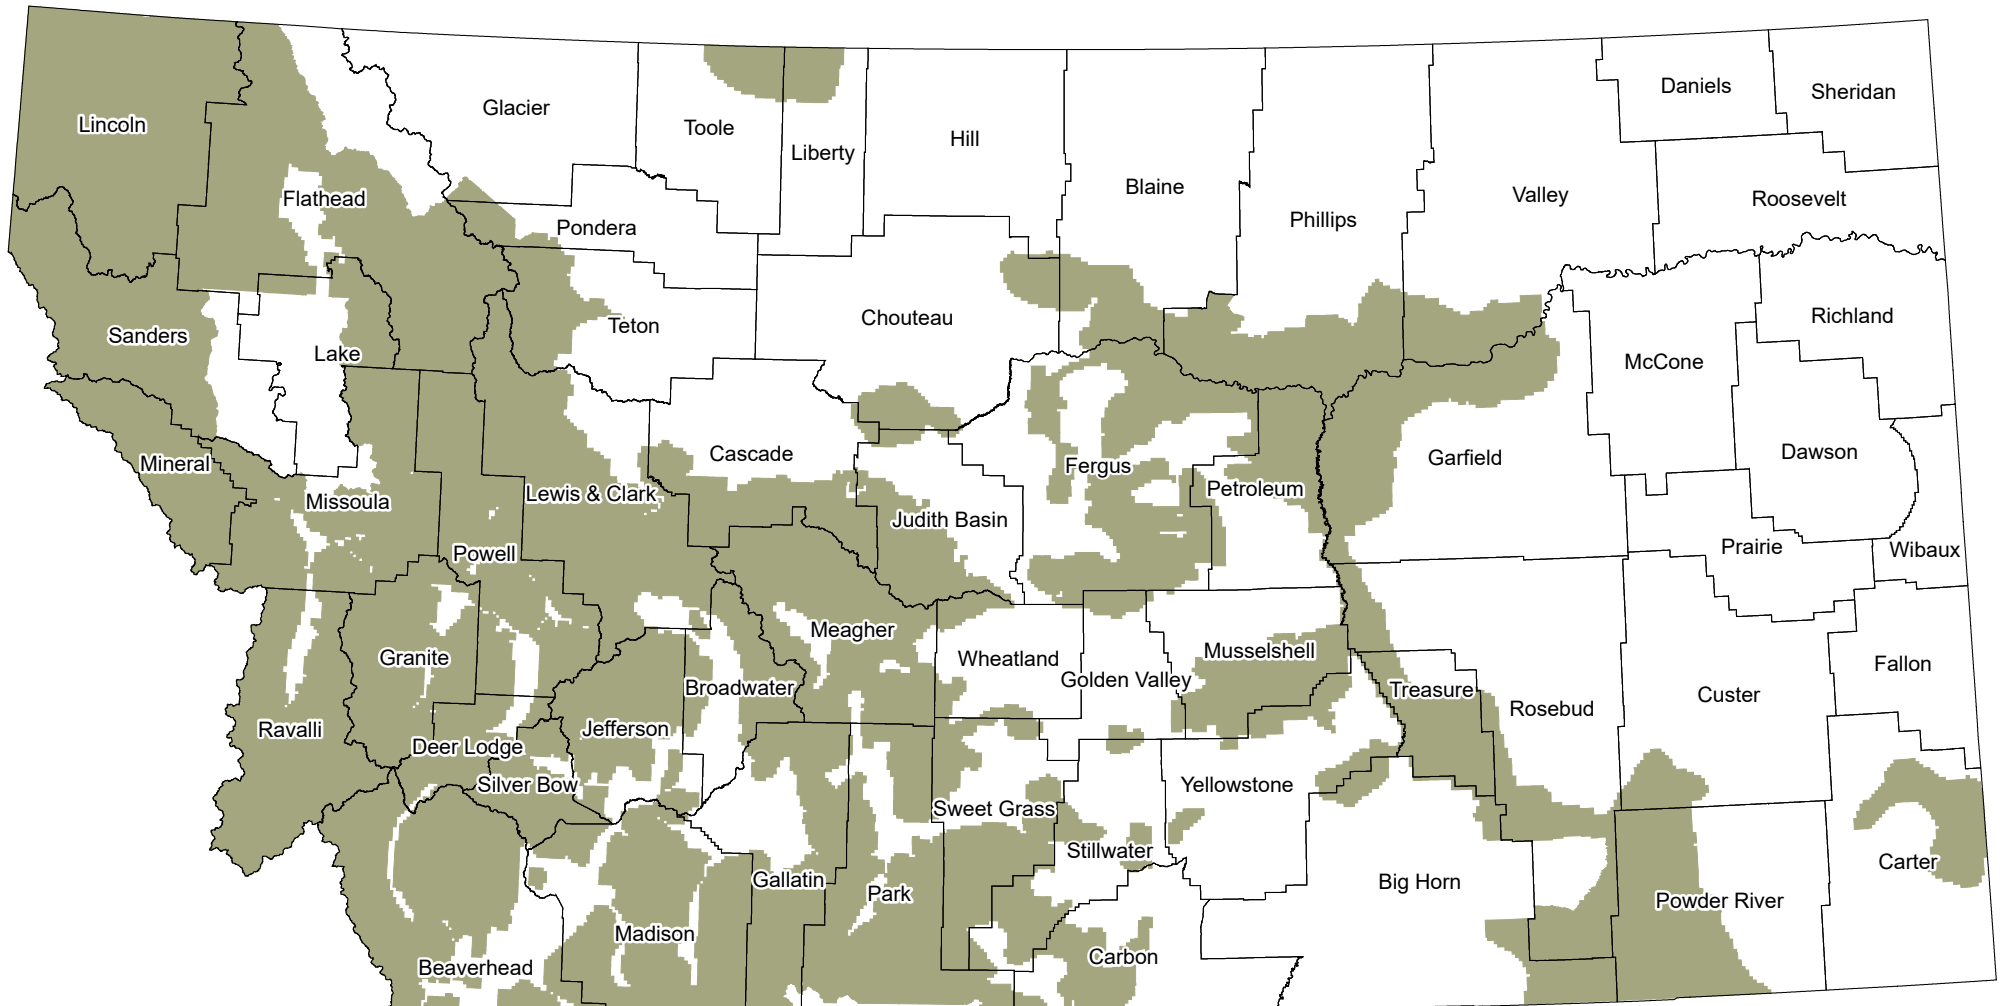 Daniels
Sheridan
Glacier
Lincoln
Toole
Hill
Liberty
Blaine
Valley
Flathead
Roosevelt
Phillips
Pondera
Richland
Chouteau
Teton
Sanders
Lake
McCone
Dawson
Cascade
Garfield
Mineral
Fergus
Petroleum
Lewis & Clark
Missoula
Judith Basin
Prairie
Wibaux
Powell
Meagher
Musselshell
Granite
Wheatland
Fallon
Golden Valley
Broadwater
Treasure
Custer
Rosebud
Ravalli
Jefferson
Deer Lodge
Silver Bow
Yellowstone
Sweet Grass
Stillwater
Carter
Gallatin
Big Horn
Park
Powder River
Madison
Carbon
Beaverhead